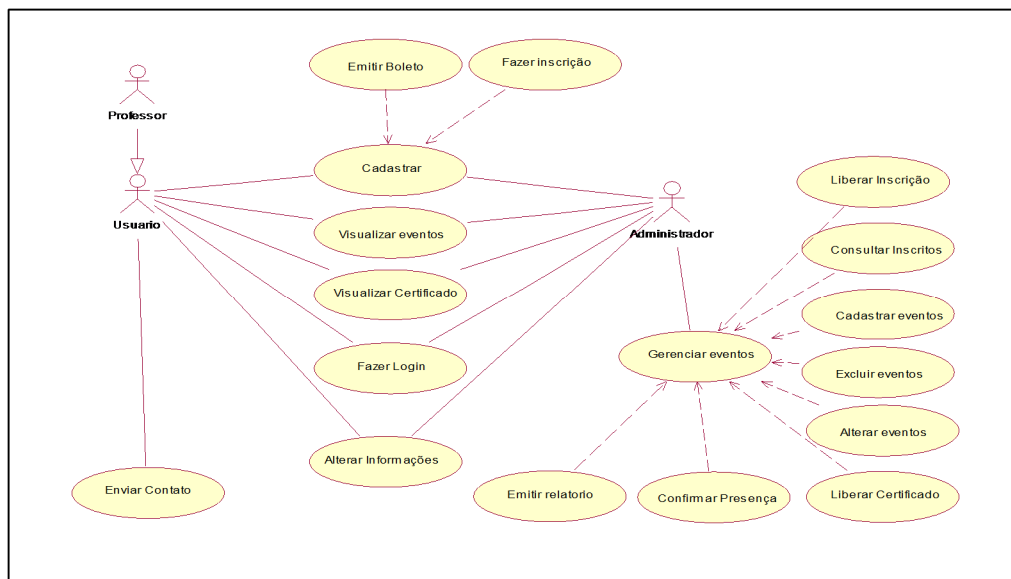 Emitir Boleto
Fazer inscrição
Professor
Cadastrar
Liberar Inscrição
Usuario
Administrador
Visualizar eventos
Consultar Inscritos
Visualizar Certificado
Cadastrar eventos
Gerenciar eventos
Fazer Login
Excluir eventos
Alterar eventos
Alterar Informações
Enviar Contato
Emitir relatorio
Confirmar Presença
Liberar Certificado